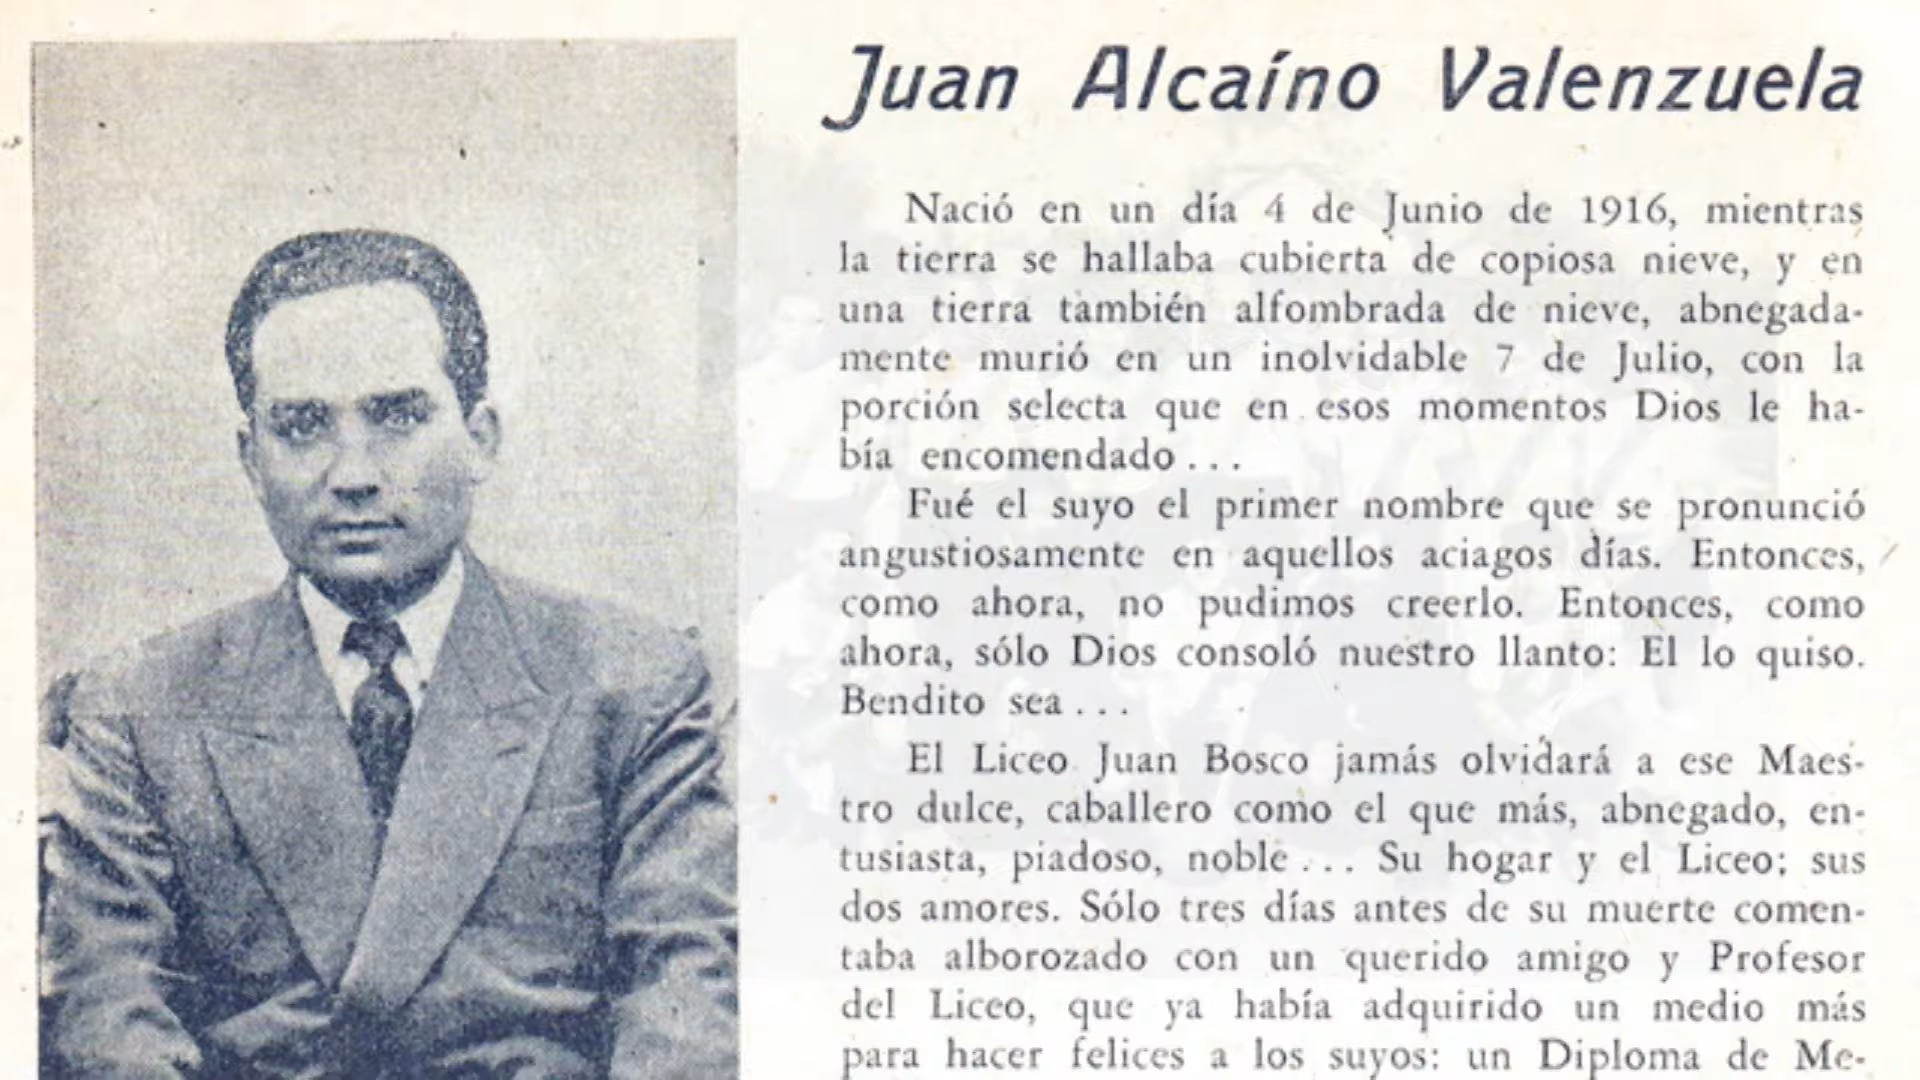 Juan Alcaíno Valenzuela
Nació en un día 4 de Junio de 1916, mientras
la tierra se hallaba cubierta de copiosa nieve, y en
una tierra también alfombrada de nieve, abnegada-
mente murió en un inolvidable 7 de Julio, con la
porción selecta que en esos momentos Dios le ha-
bía encomendado...
Fué el suyo el primer nombre que se pronunció
angustiosamente en aquellos aciagos días. Entonces,
como ahora, no pudimos creerlo. Entonces, como
ahora, sólo Dios consoló nuestro llanto: El lo quiso.
Bendito sea...
El Liceo Juan Bosco jamás olvidará a ese Maes-
tro dulce, caballero como el que más, abnegado, en-
tusiasta, piadoso, noble... Su hogar y el Liceo; sus
dos amores. Sólo tres días antes de su muerte comen-
taba alborozado con un querido amigo y Profesor
del Liceo, que ya había adquirido un medio más
para hacer felices a los suyos: un Diploma de Me-